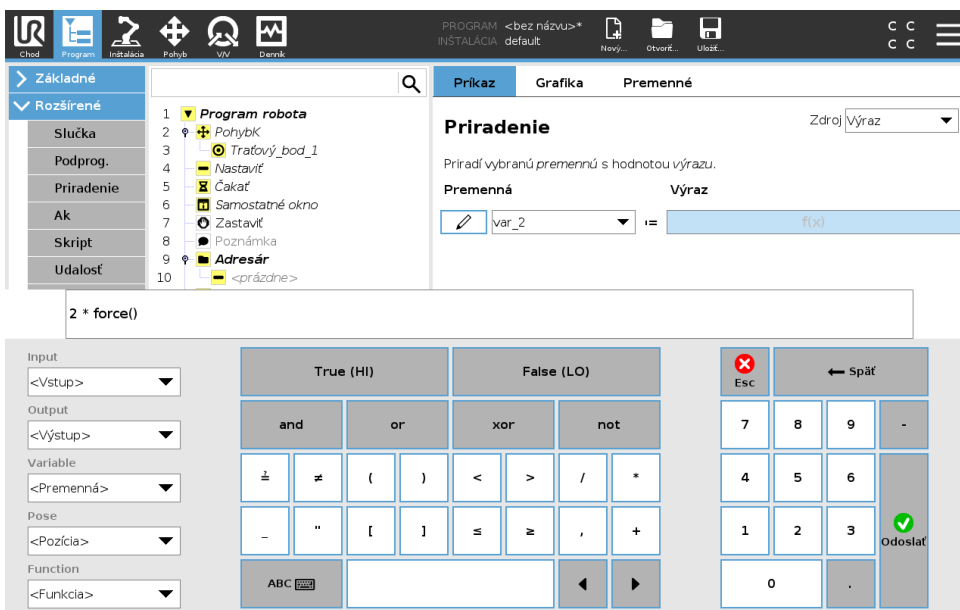 Chod
Program
Inštalácia
Pohyb
V/V
Denník
PROGRAM <bez názvu>*
INŠTALÁCIA default
Nový...
Otvoriť...
Uložiť...
C C
C C
Základné
Rozšírené
Slučka
Podprog.
Priradenie
Ak
Skript
Udalosť
1 Program robota
2 PohybK
3 Traťový_bod_1
4 Nastaviť
5 Čakať
6 Samostatné okno
7 Zastaviť
8 Poznámka
9 Adresár
10 <prázdne>
Príkaz
Grafika
Premenné
Priradenie
Zdroj Výraz
Priradí vybranú premennú s hodnotou výrazu.
Premenná
Výraz
var_2
:=
f(x)
2 * force()
Input
<Vstup>
Output
<Výstup>
Variable
<Premenná>
Pose
<Pozícia>
Function
<Funkcia>
True (HI)
False (LO)
and
or
xor
not
≟ ≠ ( ) < > / *
_ " [ ] ≤ ≥ , +
ABC
Esc
Späť
7 8 9 -
4 5 6
1 2 3
Odoslať
0 .